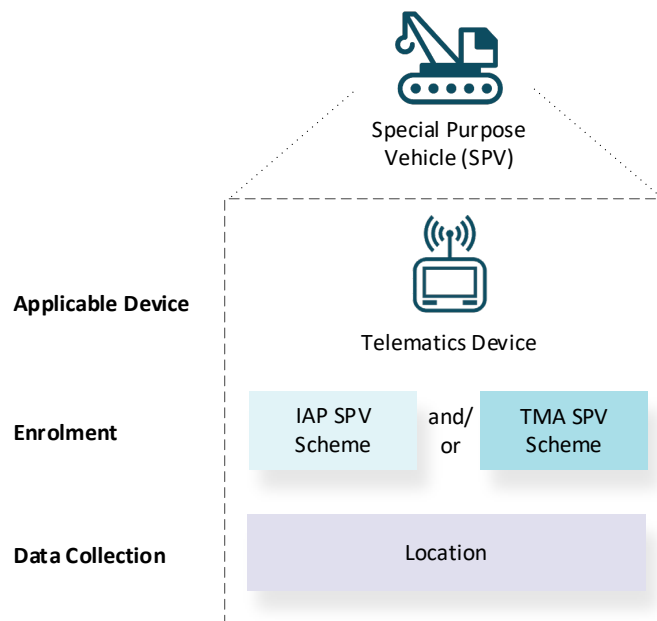 Special Purpose
Vehicle (SPV)
Applicable Device
Telematics Device
Enrolment
IAP SPV
Scheme
and/
or
TMA SPV
Scheme
Data Collection
Location